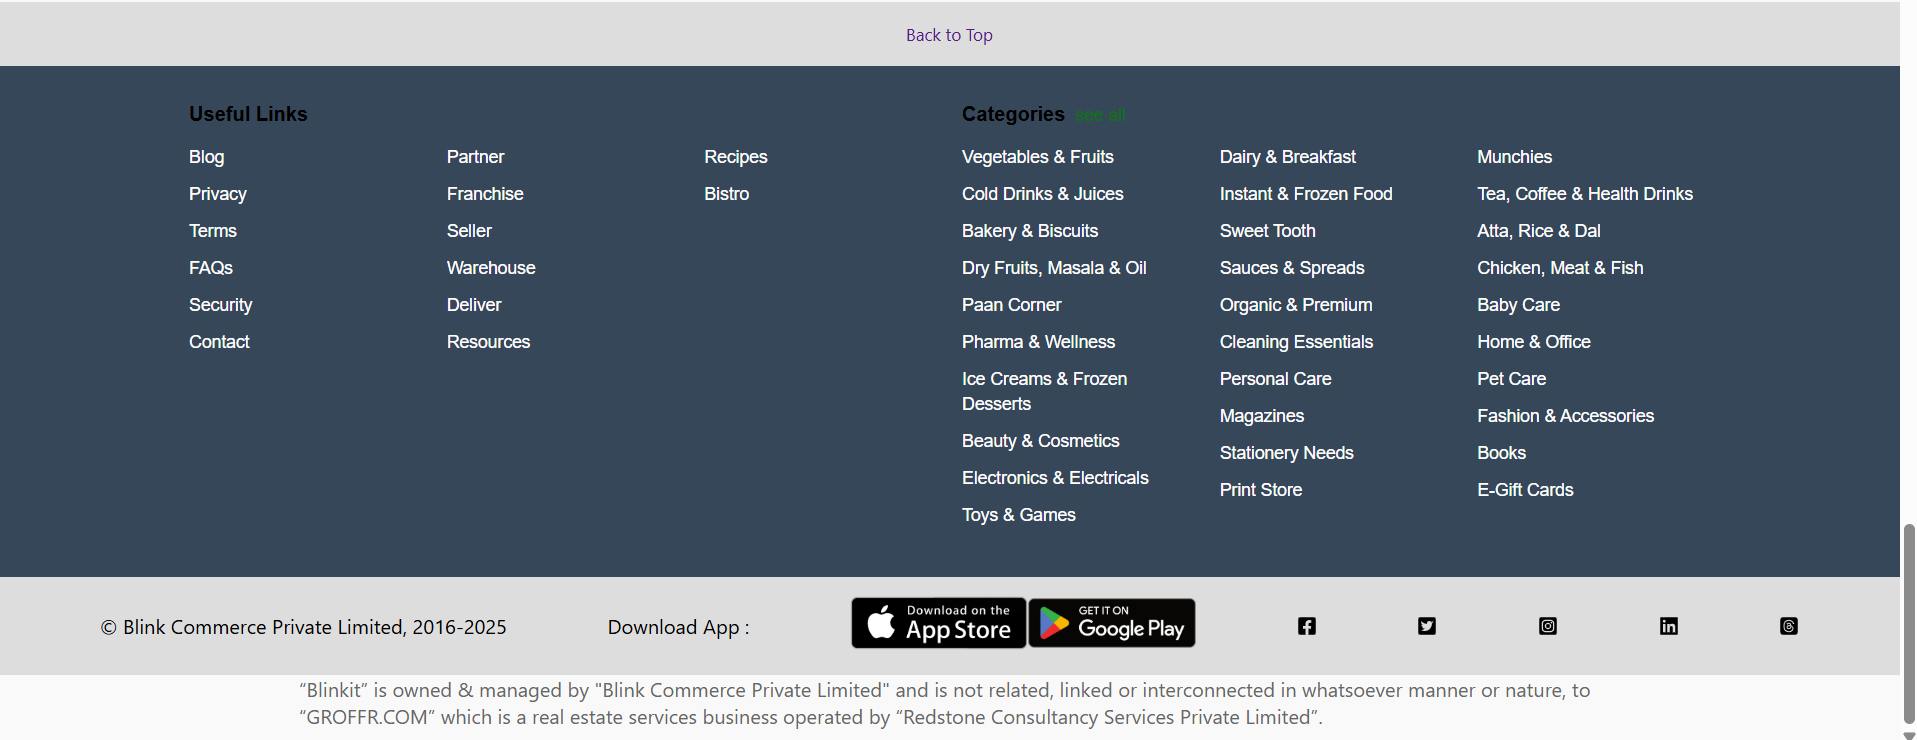 Back to Top
Useful Links
Blog
Privacy
Terms
FAQs
Security
Contact
Partner
Franchise
Seller
Warehouse
Deliver
Resources
Recipes
Bistro
Categories see all
Vegetables & Fruits
Cold Drinks & Juices
Bakery & Biscuits
Dry Fruits, Masala & Oil
Paan Corner
Pharma & Wellness
Ice Creams & Frozen
Desserts
Beauty & Cosmetics
Electronics & Electricals
Toys & Games
Dairy & Breakfast
Instant & Frozen Food
Sweet Tooth
Sauces & Spreads
Organic & Premium
Cleaning Essentials
Personal Care
Magazines
Stationery Needs
Print Store
Munchies
Tea, Coffee & Health Drinks
Atta, Rice & Dal
Chicken, Meat & Fish
Baby Care
Home & Office
Pet Care
Fashion & Accessories
Books
E-Gift Cards
© Blink Commerce Private Limited, 2016-2025
Download App :
Download on the
App Store
GET IT ON
Google Play
“Blinkit” is owned & managed by "Blink Commerce Private Limited" and is not related, linked or interconnected in whatsoever manner or nature, to
“GROFFR.COM” which is a real estate services business operated by “Redstone Consultancy Services Private Limited”.